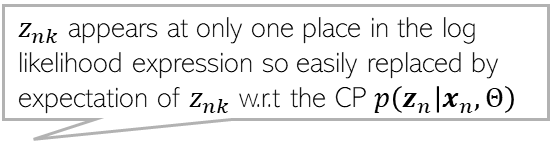 z_{nk} appears at only one place in the log
likelihood expression so easily replaced by
expectation of z_{nk} w.r.t the CP p(z_n|x_n, Θ)